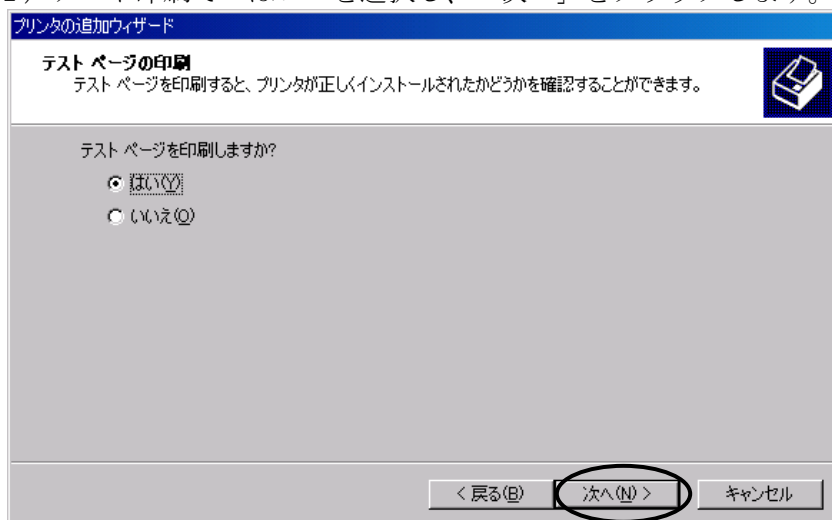 プリンタの追加ウィザード
テスト ページの印刷
テスト ページを印刷すると、プリンタが正しくインストールされたかどうかを確認することができます。
テスト ページを印刷しますか?
はい(Y)
いいえ(O)
< 戻る(B) 次へ(N) > キャンセル